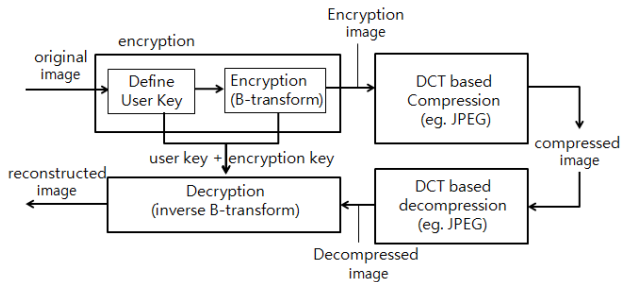 original
image
encryption
Define
User Key
Encryption
(B-transform)
Encryption
image
DCT based
Compression
(eg. JPEG)
compressed
image
user key + encryption key
reconstructed
image
Decryption
(inverse B-transform)
DCT based
decompression
(eg. JPEG)
Decompressed
image